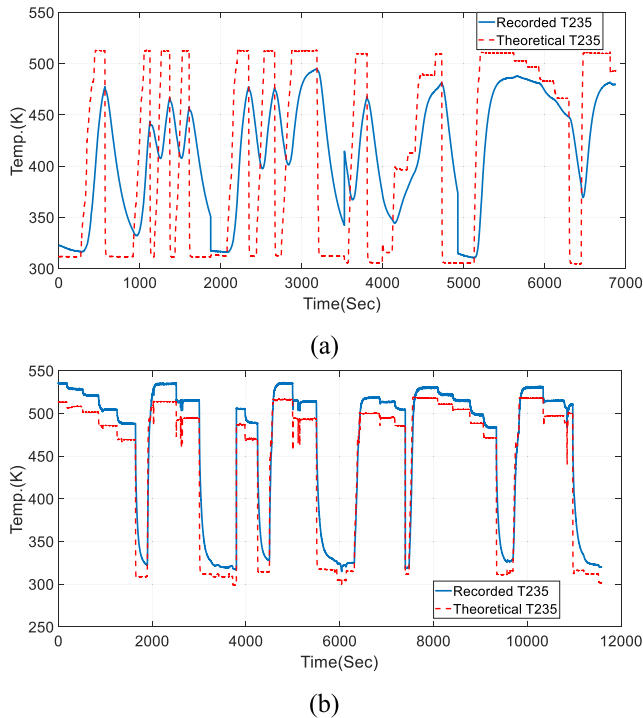 550
500
450
400
350
300
Temp.(K)
Recorded T235
Theoretical T235
0 1000 2000 3000 4000 5000 6000 7000
Time(Sec)
(a)
550
500
450
400
350
300
250
Temp.(K)
Recorded T235
Theoretical T235
0 2000 4000 6000 8000 10000 12000
Time(Sec)
(b)